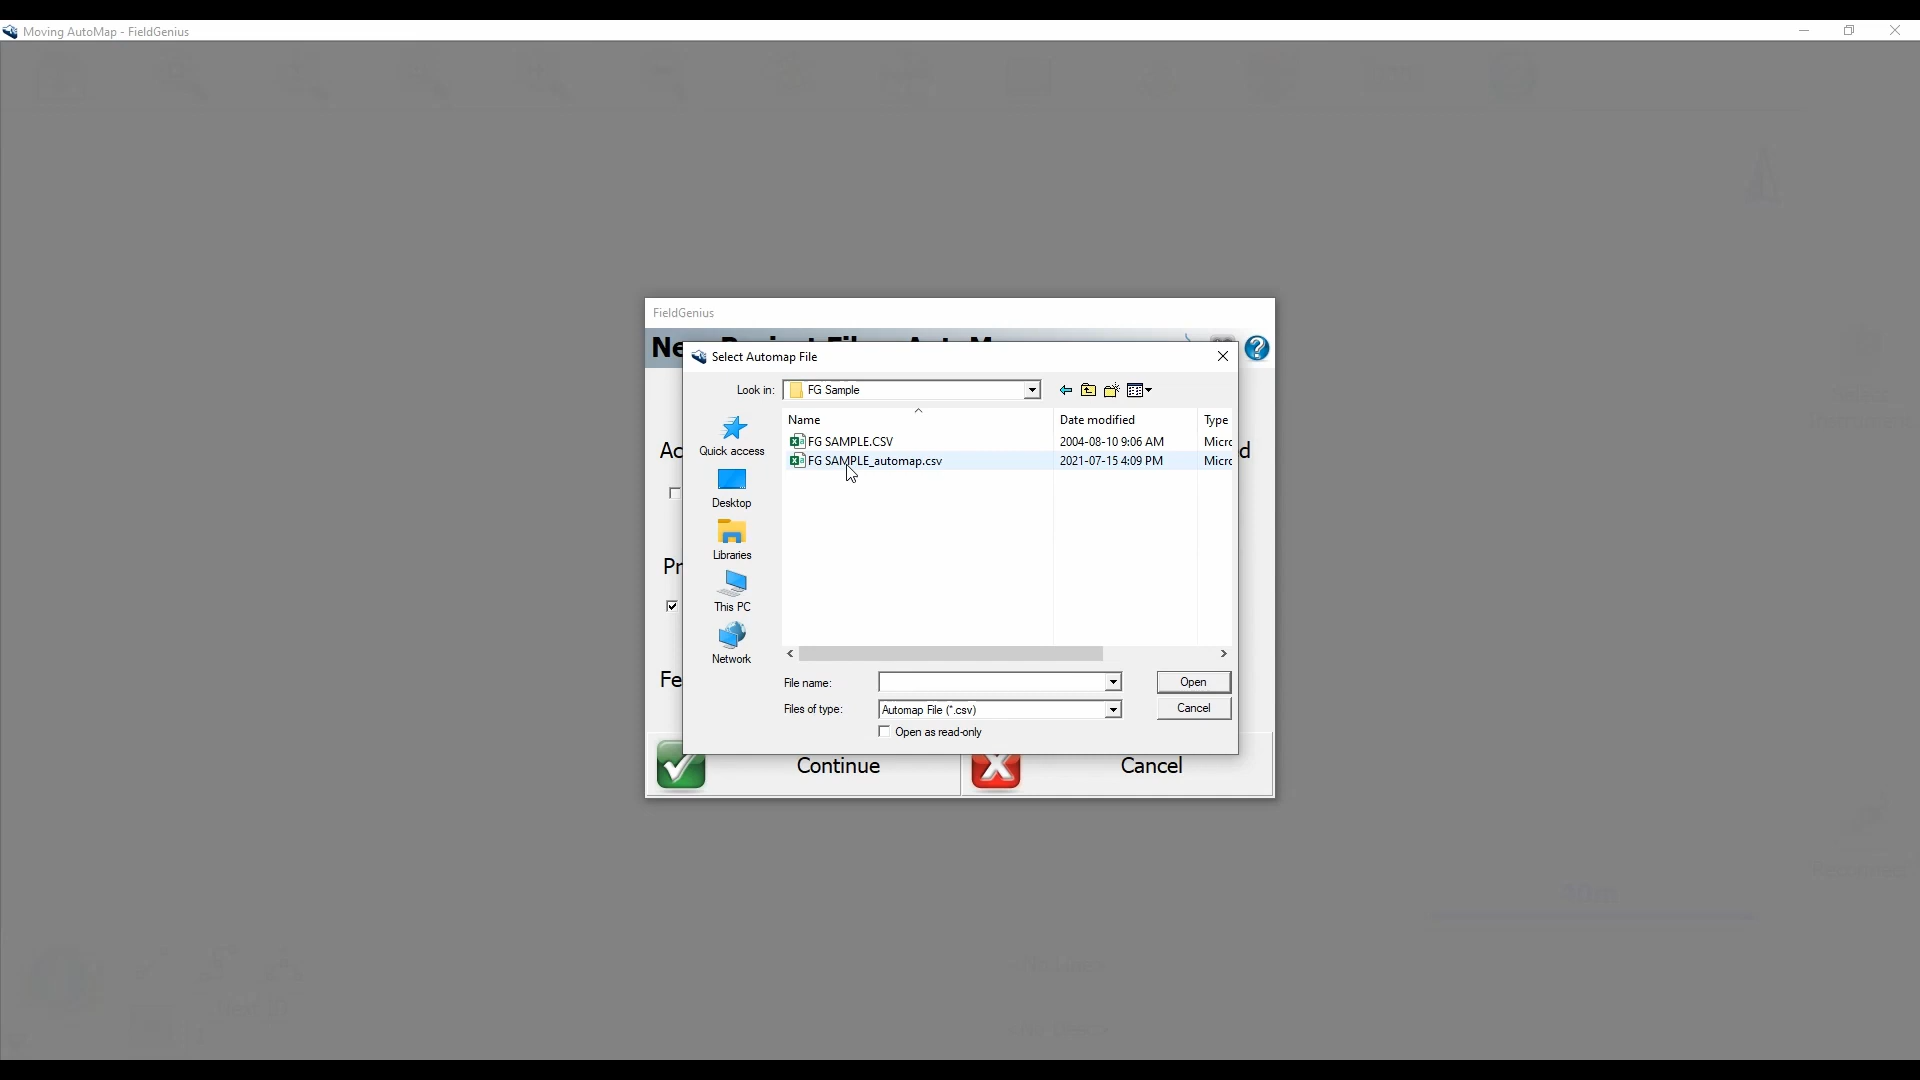 Moving AutoMap - FieldGenius
FieldGenius
Select Automap File
Look in: FG Sample
Name Date modified Type
FG SAMPLE.CSV 2004-08-10 9:06 AM Micro
FG SAMPLE_automap.csv 2021-07-15 4:09 PM Micro
Quick access
Desktop
Libraries
This PC
Network
File name: Open
Files of type: Automap File (*.csv) Cancel
Open as read-only
Continue Cancel